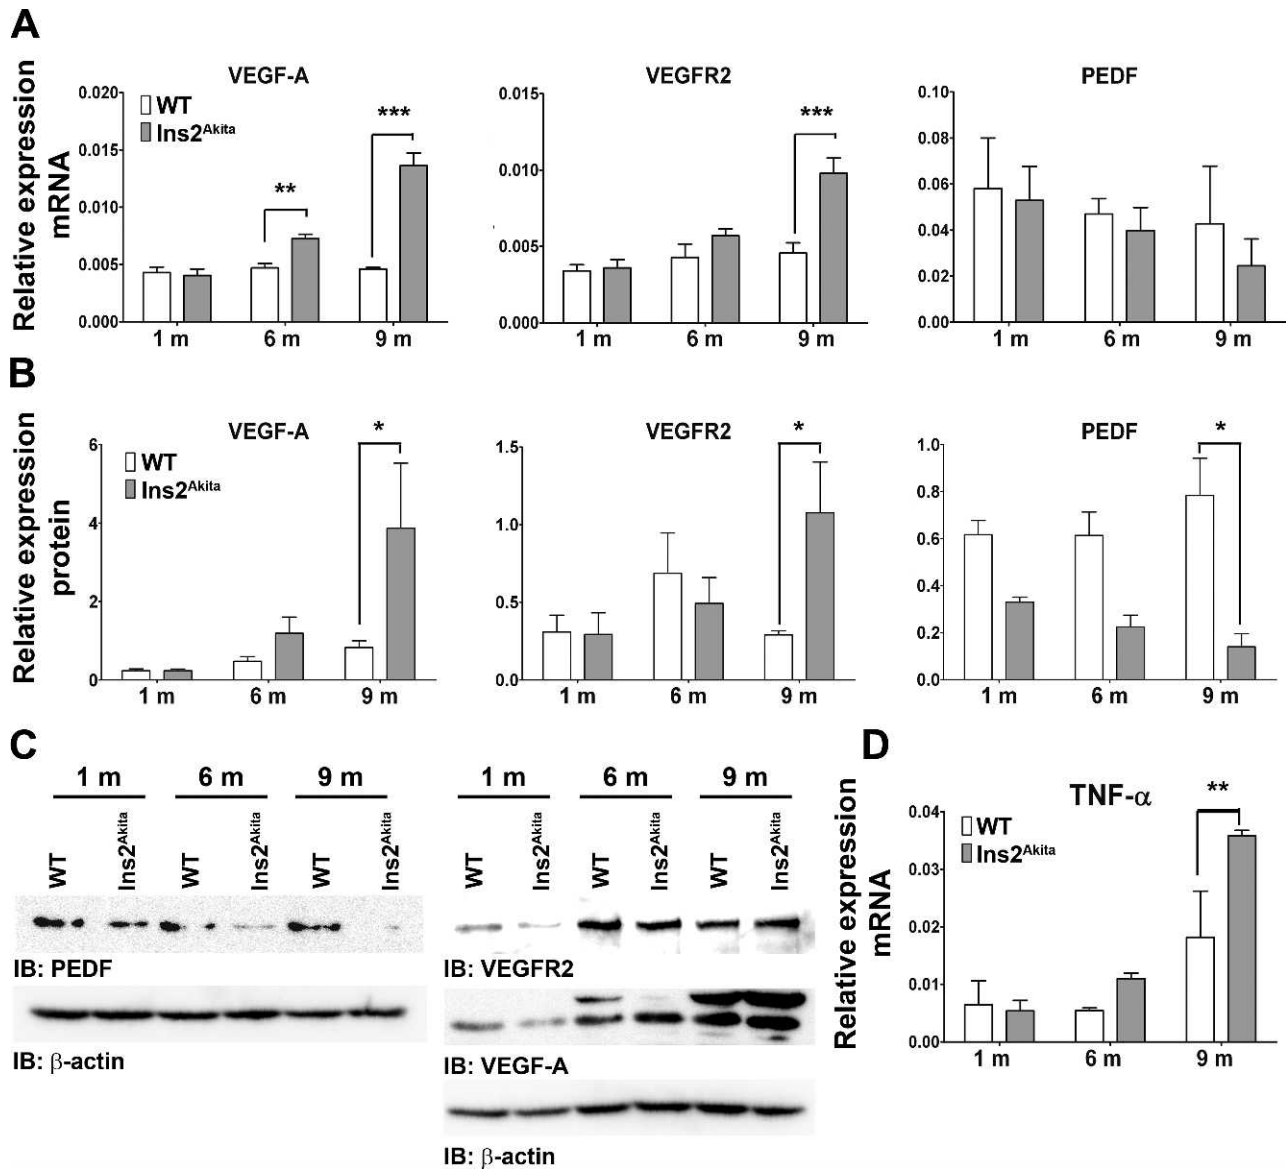 A
VEGF-A VEGFR2 PEDF
Relative expression
mRNA
WT
Ins2Akita
0.020
0.015
0.010
0.005
0.000
**
***
1 m 6 m 9 m
0.015
0.010
0.005
0.000
***
1 m 6 m 9 m
0.10
0.08
0.06
0.04
0.02
0.00
1 m 6 m 9 m
B
VEGF-A VEGFR2 PEDF
Relative expression
protein
WT
Ins2Akita
6
4
2
0
*
1 m 6 m 9 m
1.5
1.0
0.5
0.0
*
1 m 6 m 9 m
1.0
0.8
0.6
0.4
0.2
0.0
*
1 m 6 m 9 m
C
1 m 6 m 9 m
WT Ins2Akita WT Ins2Akita WT Ins2Akita
IB: PEDF
IB: β-actin
1 m 6 m 9 m
WT Ins2Akita WT Ins2Akita WT Ins2Akita
IB: VEGFR2
IB: VEGF-A
IB: β-actin
D
TNF-α
Relative expression
mRNA
WT
Ins2Akita
0.04
0.03
0.02
0.01
0.00
**
1 m 6 m 9 m